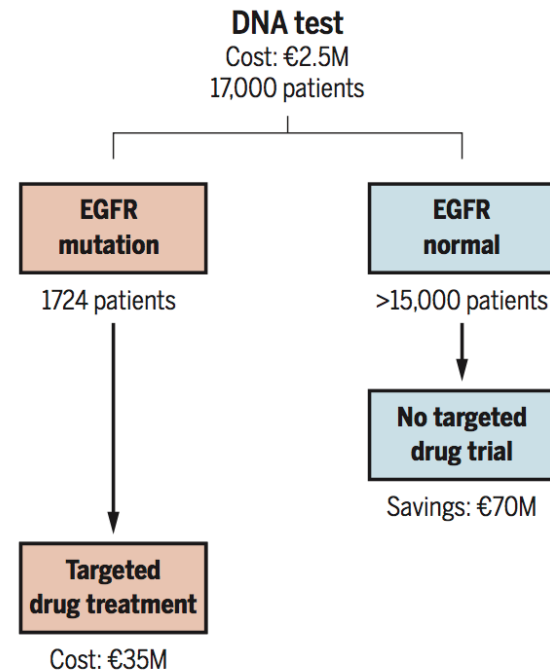 DNA test
Cost: €2.5M
17,000 patients
EGFR
mutation
1724 patients
EGFR
normal
>15,000 patients
No targeted
drug trial
Savings: €70M
Targeted
drug treatment
Cost: €35M